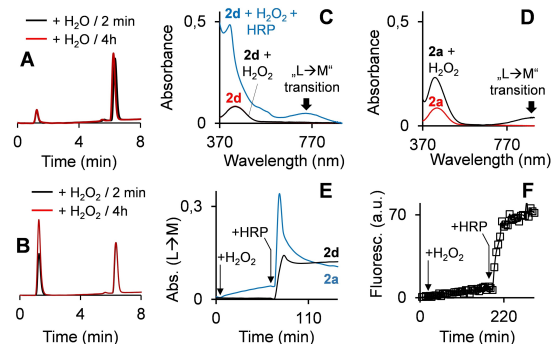 + H2O / 2 min
+ H2O / 4h
A
0 4 8
Time (min)
C
0,5
0
Absorbance
2d + H2O2 +
HRP
2d +
H2O2
2d
„L→M“
transition
370 770
Wavelength (nm)
D
0,5
0
Absorbance
2a +
H2O2
2a
„L→M“
transition
370 770
Wavelength (nm)
+ H2O2 / 2 min
+ H2O2 / 4h
B
0 4 8
Time (min)
E
0,3
0
Abs. (L→M)
+HRP
+H2O2
2d
2a
0 110
Time (min)
F
70
0
Fluoresc. (a.u.)
+HRP
+H2O2
0 220
Time (min)